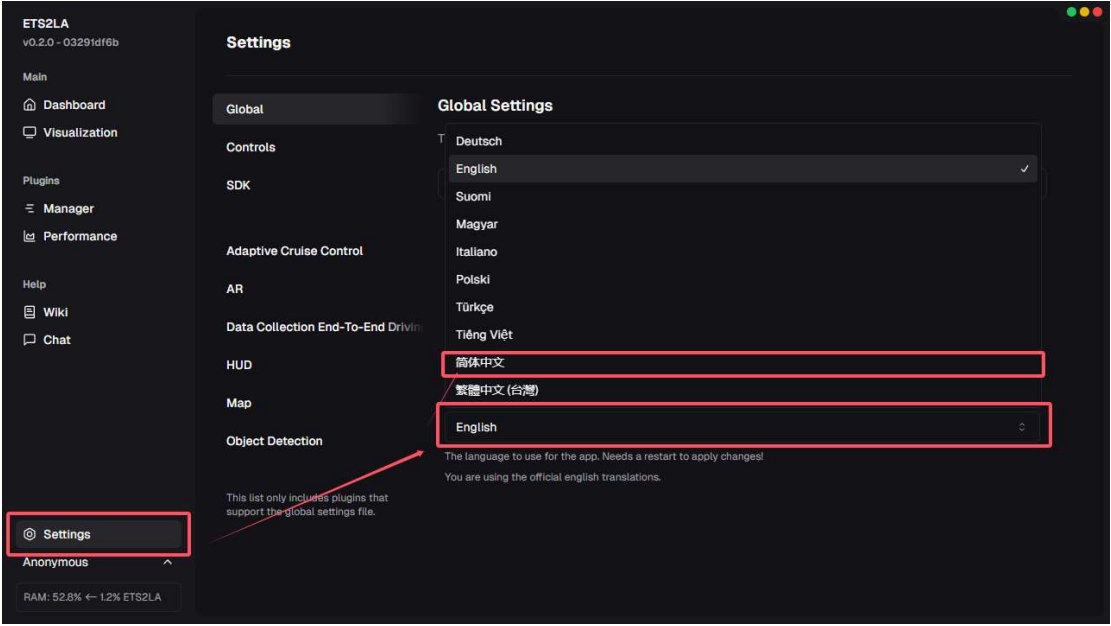 ETS2LA
v0.2.0 - 03291df6b
Main
Dashboard
Visualization
Plugins
Manager
Performance
Help
Wiki
Chat
Settings
Anonymous
RAM: 52.8% ← 1.2% ETS2LA
Settings
Global
Controls
SDK
Adaptive Cruise Control
AR
Data Collection End-To-End Drivin
HUD
Map
Object Detection
This list only includes plugins that
support the global settings file.
Global Settings
T
Deutsch
English
Suomi
Magyar
Italiano
Polski
Türkçe
Tiếng Việt
简体中文
繁體中文 (台灣)
English
The language to use for the app. Needs a restart to apply changes!
You are using the official english translations.